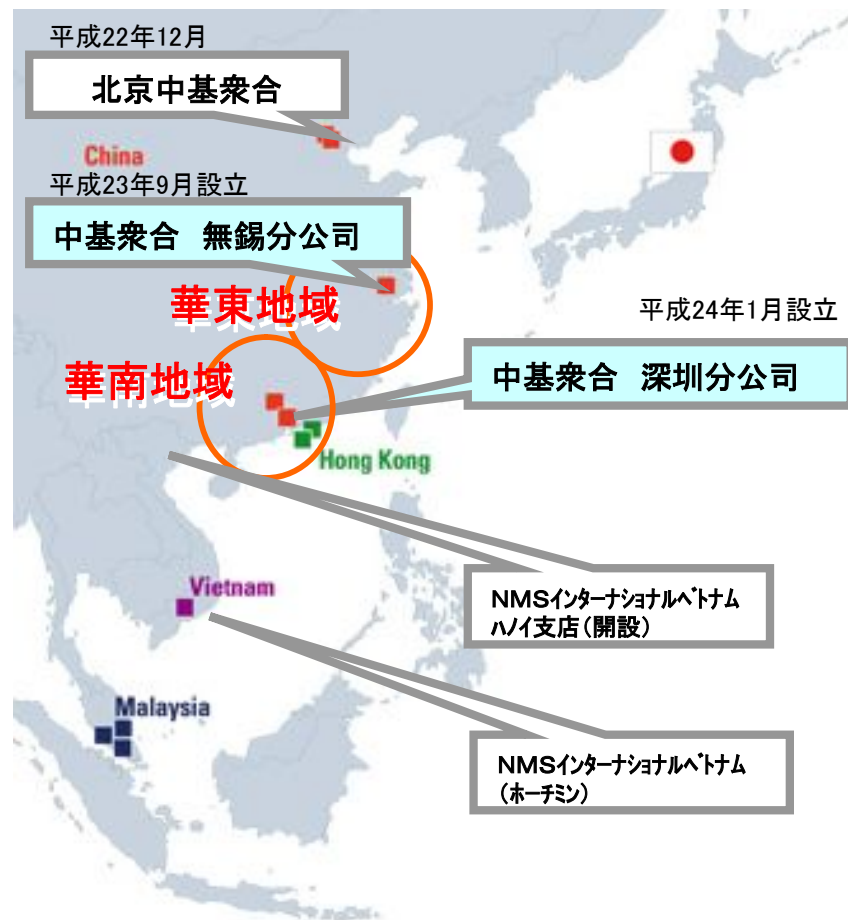 平成22年12月
北京中基衆合
China
平成23年9月設立
中基衆合　無錫分公司
華東地域
平成24年1月設立
華南地域
中基衆合　深圳分公司
Hong Kong
Vietnam
NMSインターナショナルベトナム
ハノイ支店(開設)
Malaysia
NMSインターナショナルベトナム
(ホーチミン)